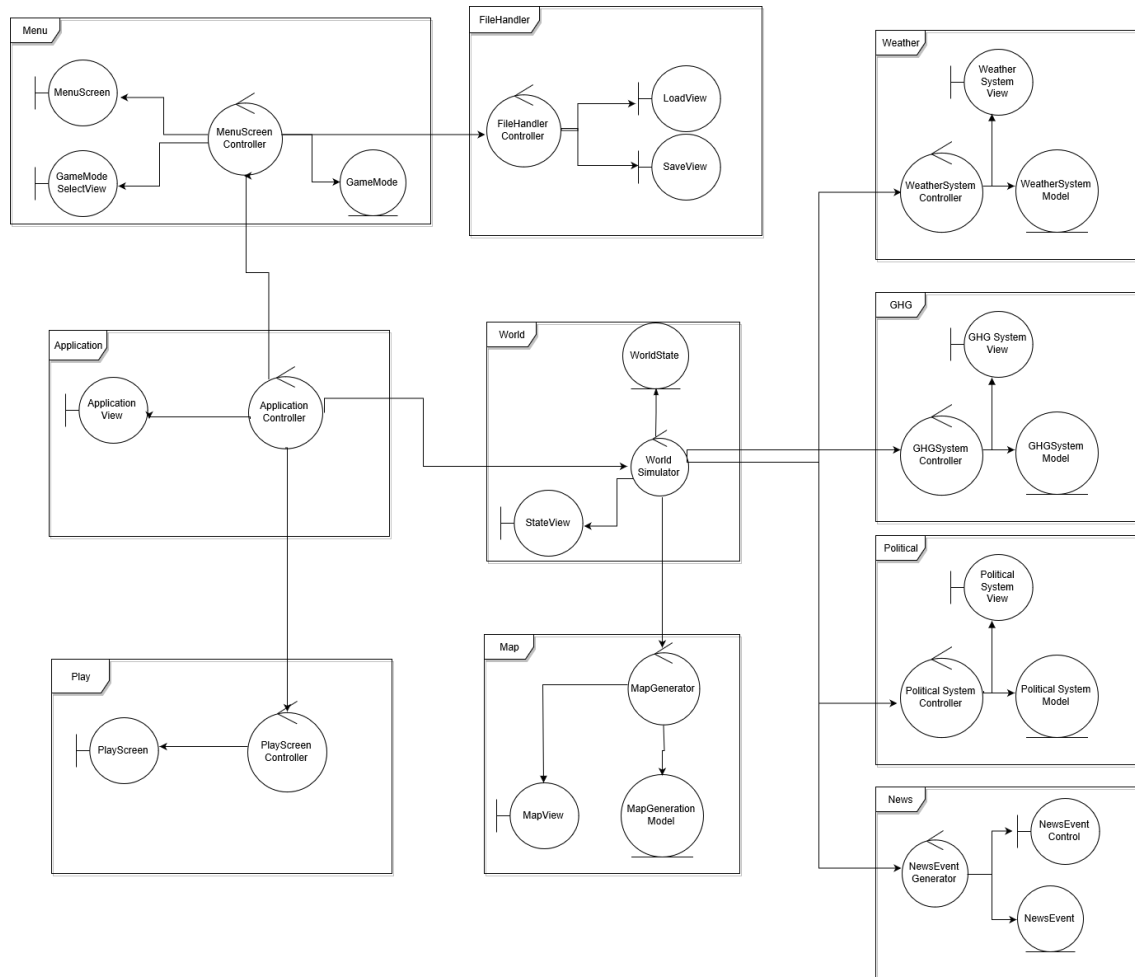 Menu
MenuScreen
MenuScreen
Controller
GameMode
SelectView
GameMode
FileHandler
FileHandler
Controller
LoadView
SaveView
Weather
Weather
System
View
WeatherSystem
Controller
WeatherSystem
Model
Application
Application
View
Application
Controller
World
WorldState
World
Simulator
StateView
GHG
GHG System
View
GHGSystem
Controller
GHGSystem
Model
Political
Political
System
View
Political System
Controller
Political System
Model
Play
PlayScreen
PlayScreen
Controller
Map
MapGenerator
MapView
MapGeneration
Model
News
NewsEvent
Generator
NewsEvent
Control
NewsEvent